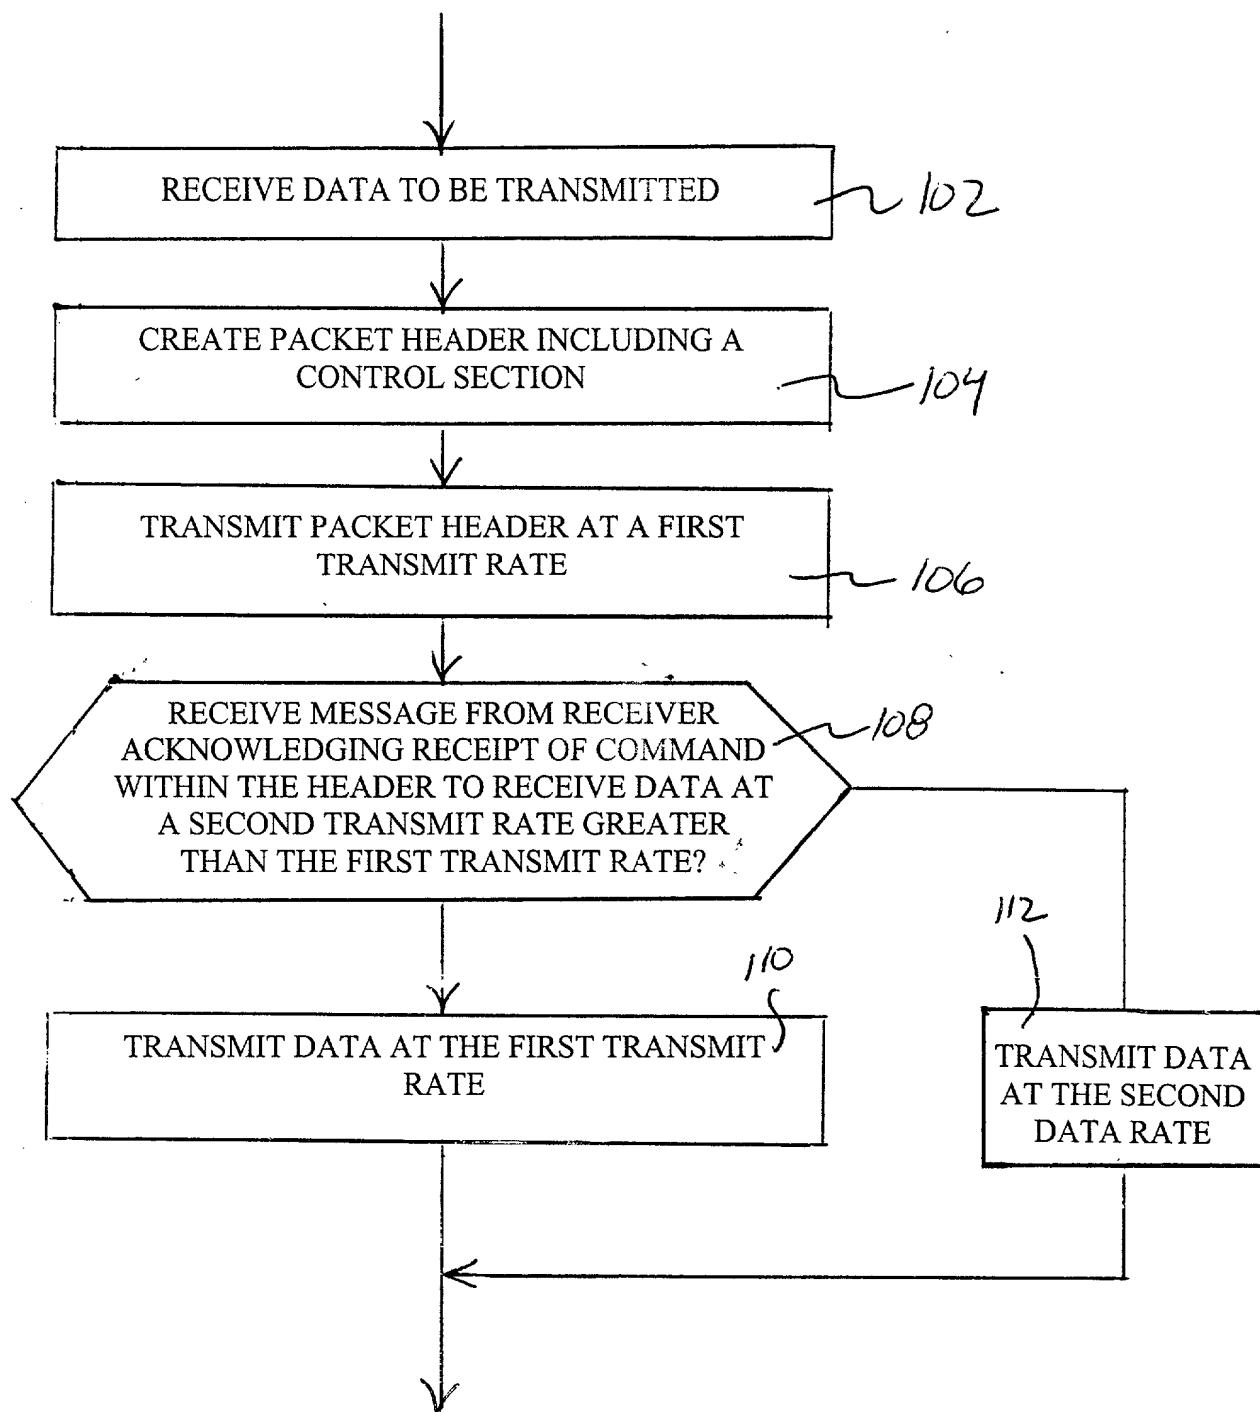 RECEIVE DATA TO BE TRANSMITTED
102
CREATE PACKET HEADER INCLUDING A
CONTROL SECTION
104
TRANSMIT PACKET HEADER AT A FIRST
TRANSMIT RATE
106
RECEIVE MESSAGE FROM RECEIVER
ACKNOWLEDGING RECEIPT OF COMMAND
WITHIN THE HEADER TO RECEIVE DATA AT
A SECOND TRANSMIT RATE GREATER
THAN THE FIRST TRANSMIT RATE?
108
110
TRANSMIT DATA AT THE FIRST TRANSMIT
RATE
112
TRANSMIT DATA
AT THE SECOND
DATA RATE